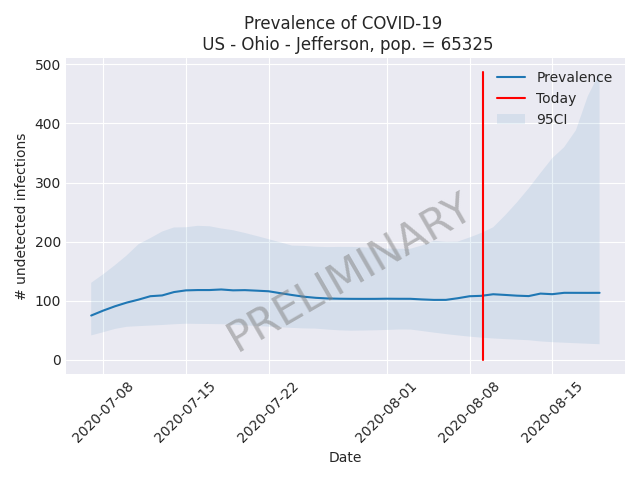 Prevalence of COVID-19
US - Ohio - Jefferson, pop. = 65325
# undetected infections
500
400
300
200
100
0
Prevalence
Today
95CI
PRELIMINARY
2020-07-08
2020-07-15
2020-07-22
2020-08-01
2020-08-08
2020-08-15
Date